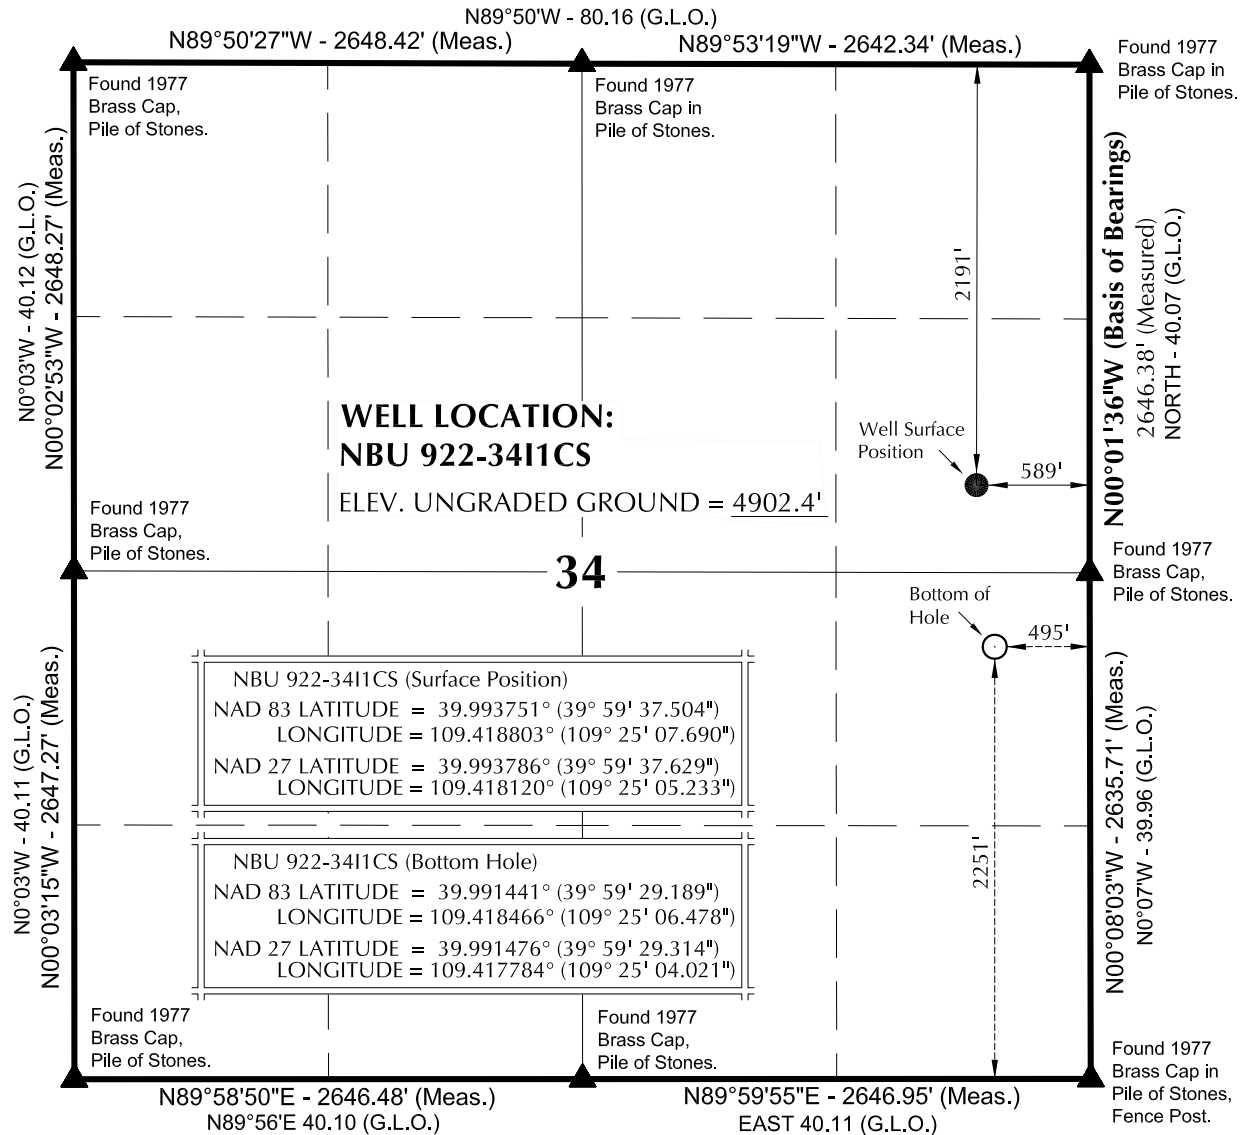 N89°50'W - 80.16 (G.L.O.)
N89°50'27"W - 2648.42' (Meas.)
N89°53'19"W - 2642.34' (Meas.)
Found 1977
Brass Cap,
Pile of Stones.
Found 1977
Brass Cap in
Pile of Stones.
Found 1977
Brass Cap in
Pile of Stones.
N0°03'W - 40.12 (G.L.O.)
N00°02'53"W - 2648.27' (Meas.)
2191'
N00°01'36"W (Basis of Bearings)
2646.38' (Measured)
NORTH - 40.07 (G.L.O.)
WELL LOCATION:
NBU 922-34I1CS
ELEV. UNGRADED GROUND = 4902.4'
Well Surface
Position
589'
Found 1977
Brass Cap,
Pile of Stones.
34
Found 1977
Brass Cap,
Pile of Stones.
Bottom of
Hole
495'
NBU 922-34I1CS (Surface Position)
NAD 83 LATITUDE = 39.993751° (39° 59' 37.504")
LONGITUDE = 109.418803° (109° 25' 07.690")
NAD 27 LATITUDE = 39.993786° (39° 59' 37.629")
LONGITUDE = 109.418120° (109° 25' 05.233")
NBU 922-34I1CS (Bottom Hole)
NAD 83 LATITUDE = 39.991441° (39° 59' 29.189")
LONGITUDE = 109.418466° (109° 25' 06.478")
NAD 27 LATITUDE = 39.991476° (39° 59' 29.314")
LONGITUDE = 109.417784° (109° 25' 04.021")
N0°03'W - 40.11 (G.L.O.)
N00°03'15"W - 2647.27' (Meas.)
2251'
N00°08'03"W - 2635.71' (Meas.)
N0°07'W - 39.96 (G.L.O.)
Found 1977
Brass Cap,
Pile of Stones.
Found 1977
Brass Cap,
Pile of Stones.
Found 1977
Brass Cap in
Pile of Stones,
Fence Post.
N89°58'50"E - 2646.48' (Meas.)
N89°56'E 40.10 (G.L.O.)
N89°59'55"E - 2646.95' (Meas.)
EAST 40.11 (G.L.O.)